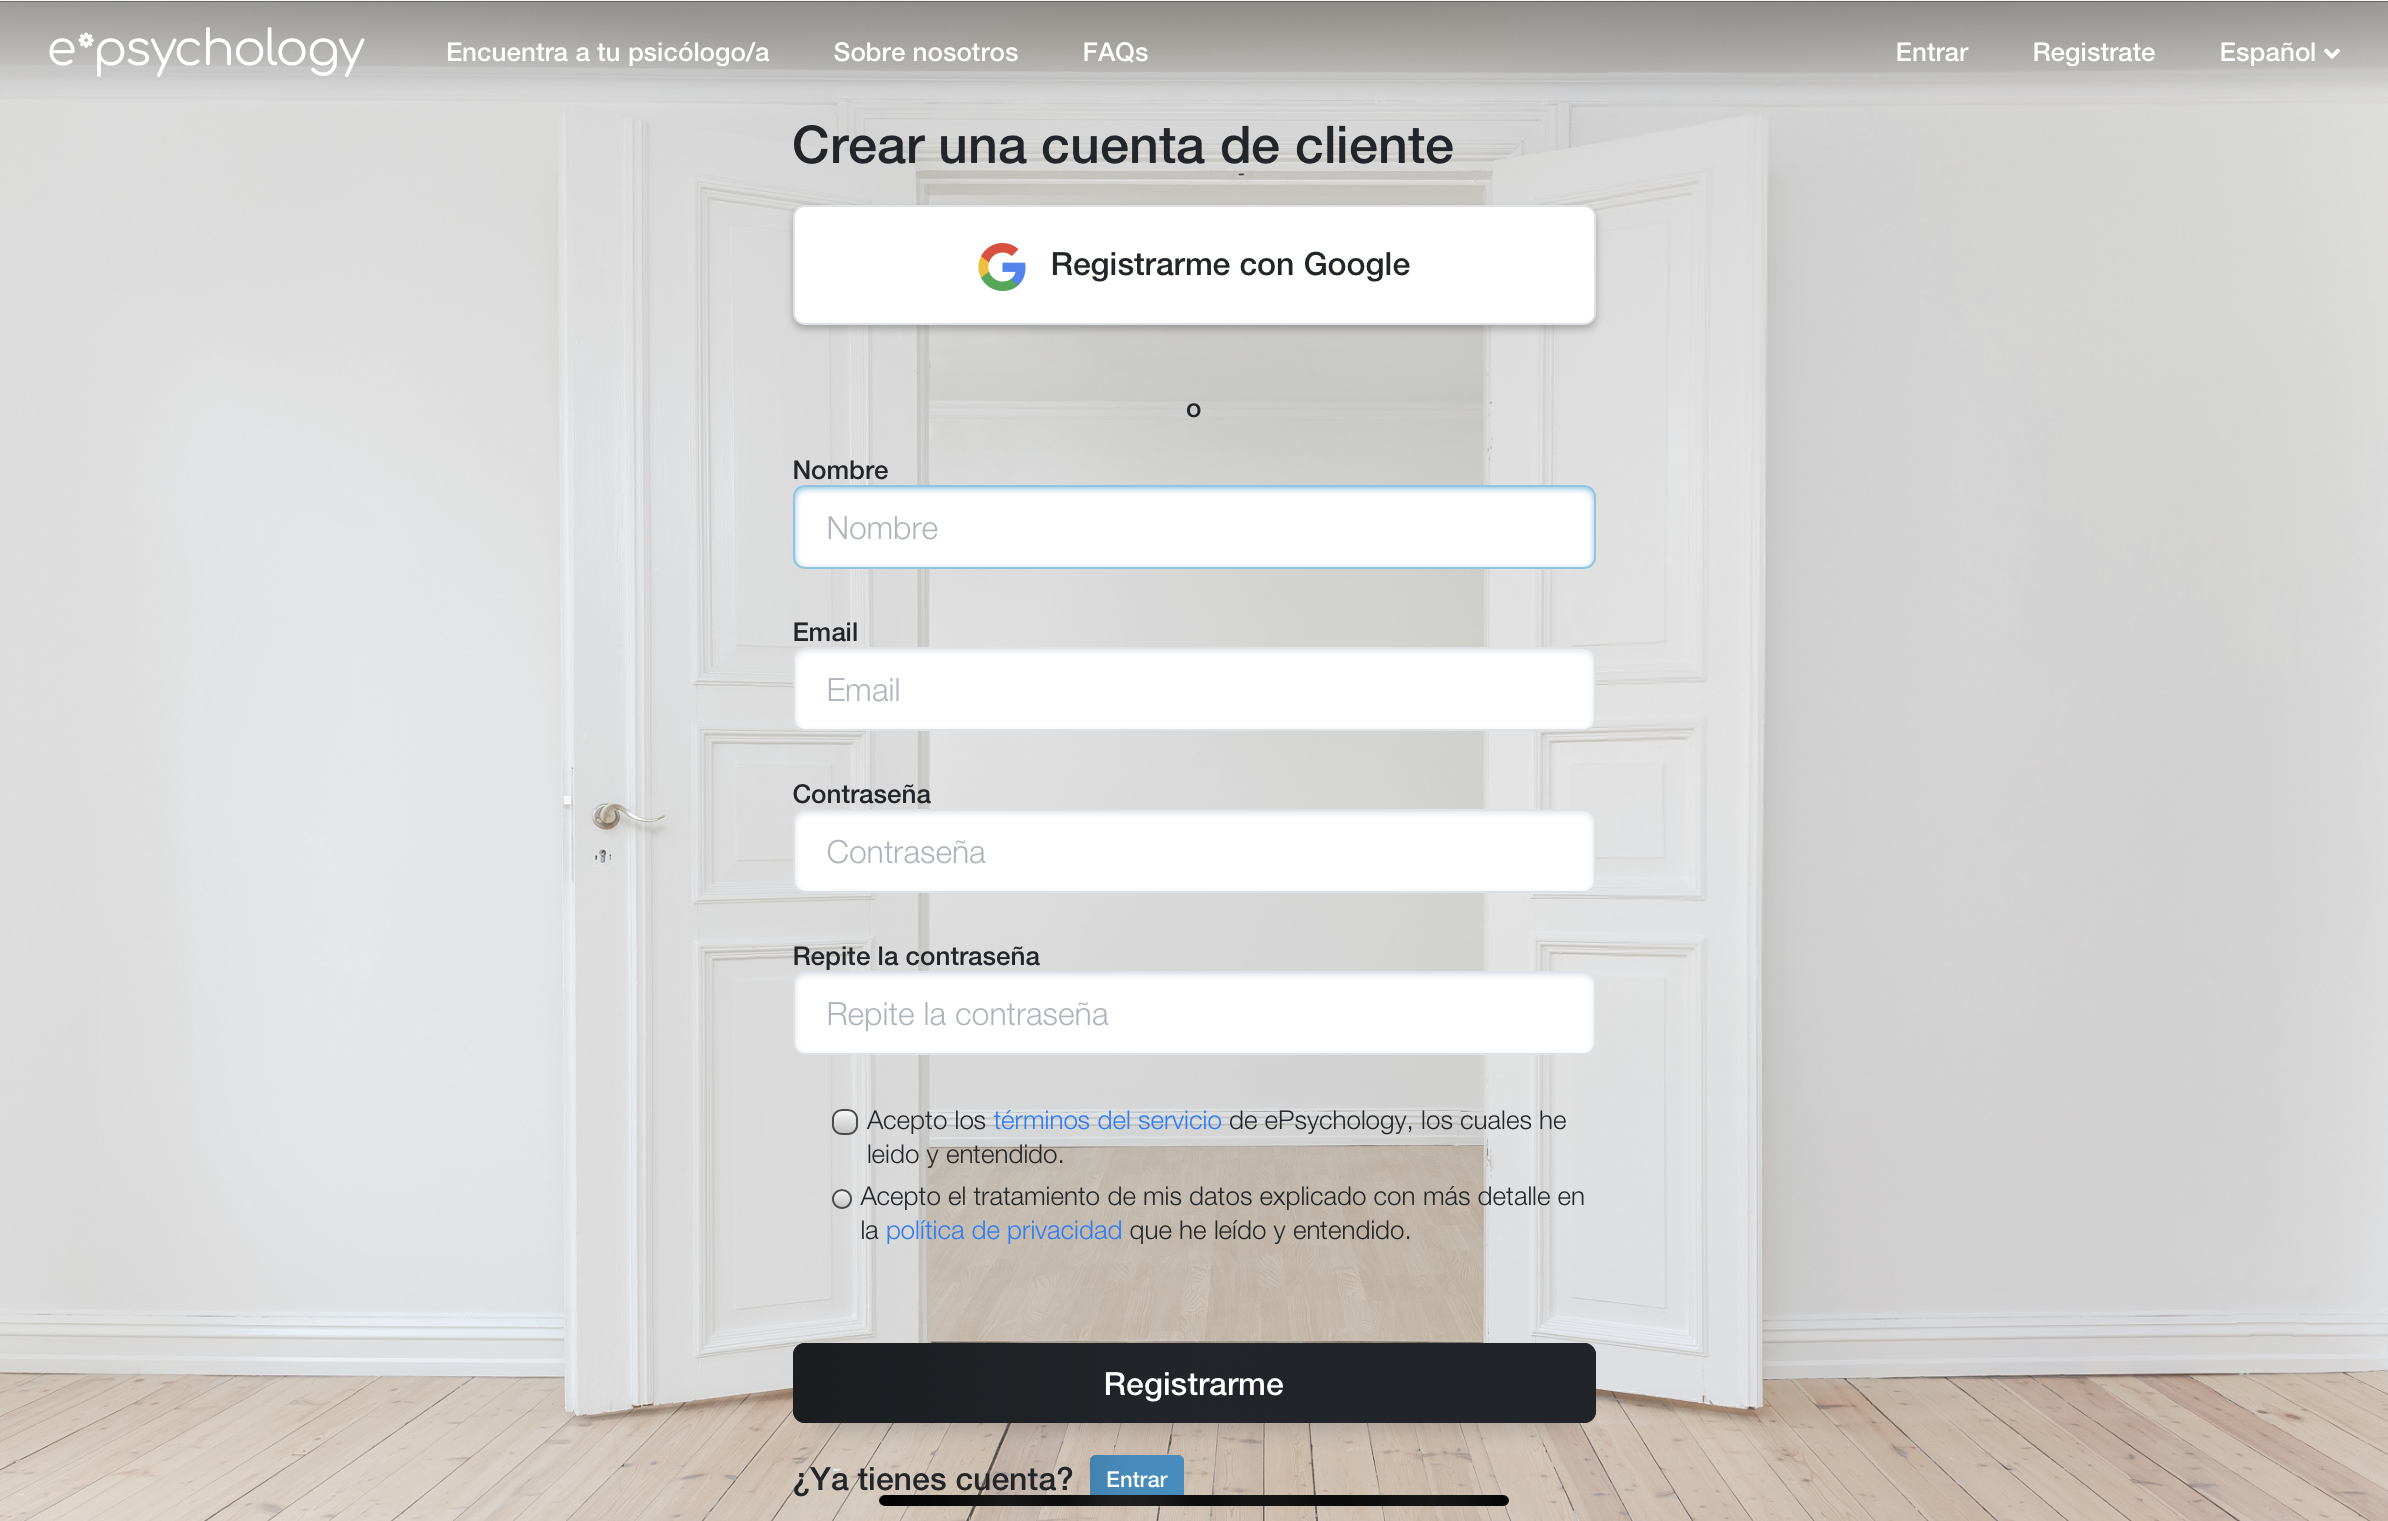 e*psychology
Encuentra a tu psicólogo/a
Sobre nosotros
FAQs
Entrar
Registrate
Español
Crear una cuenta de cliente
Registrarme con Google
o
Nombre
Nombre
Email
Email
Contraseña
Contraseña
Repite la contraseña
Repite la contraseña
Acepto los términos del servicio de ePsychology, los cuales he
leido y entendido.
Acepto el tratamiento de mis datos explicado con más detalle en
la política de privacidad que he leído y entendido.
Registrarme
¿Ya tienes cuenta? Entrar